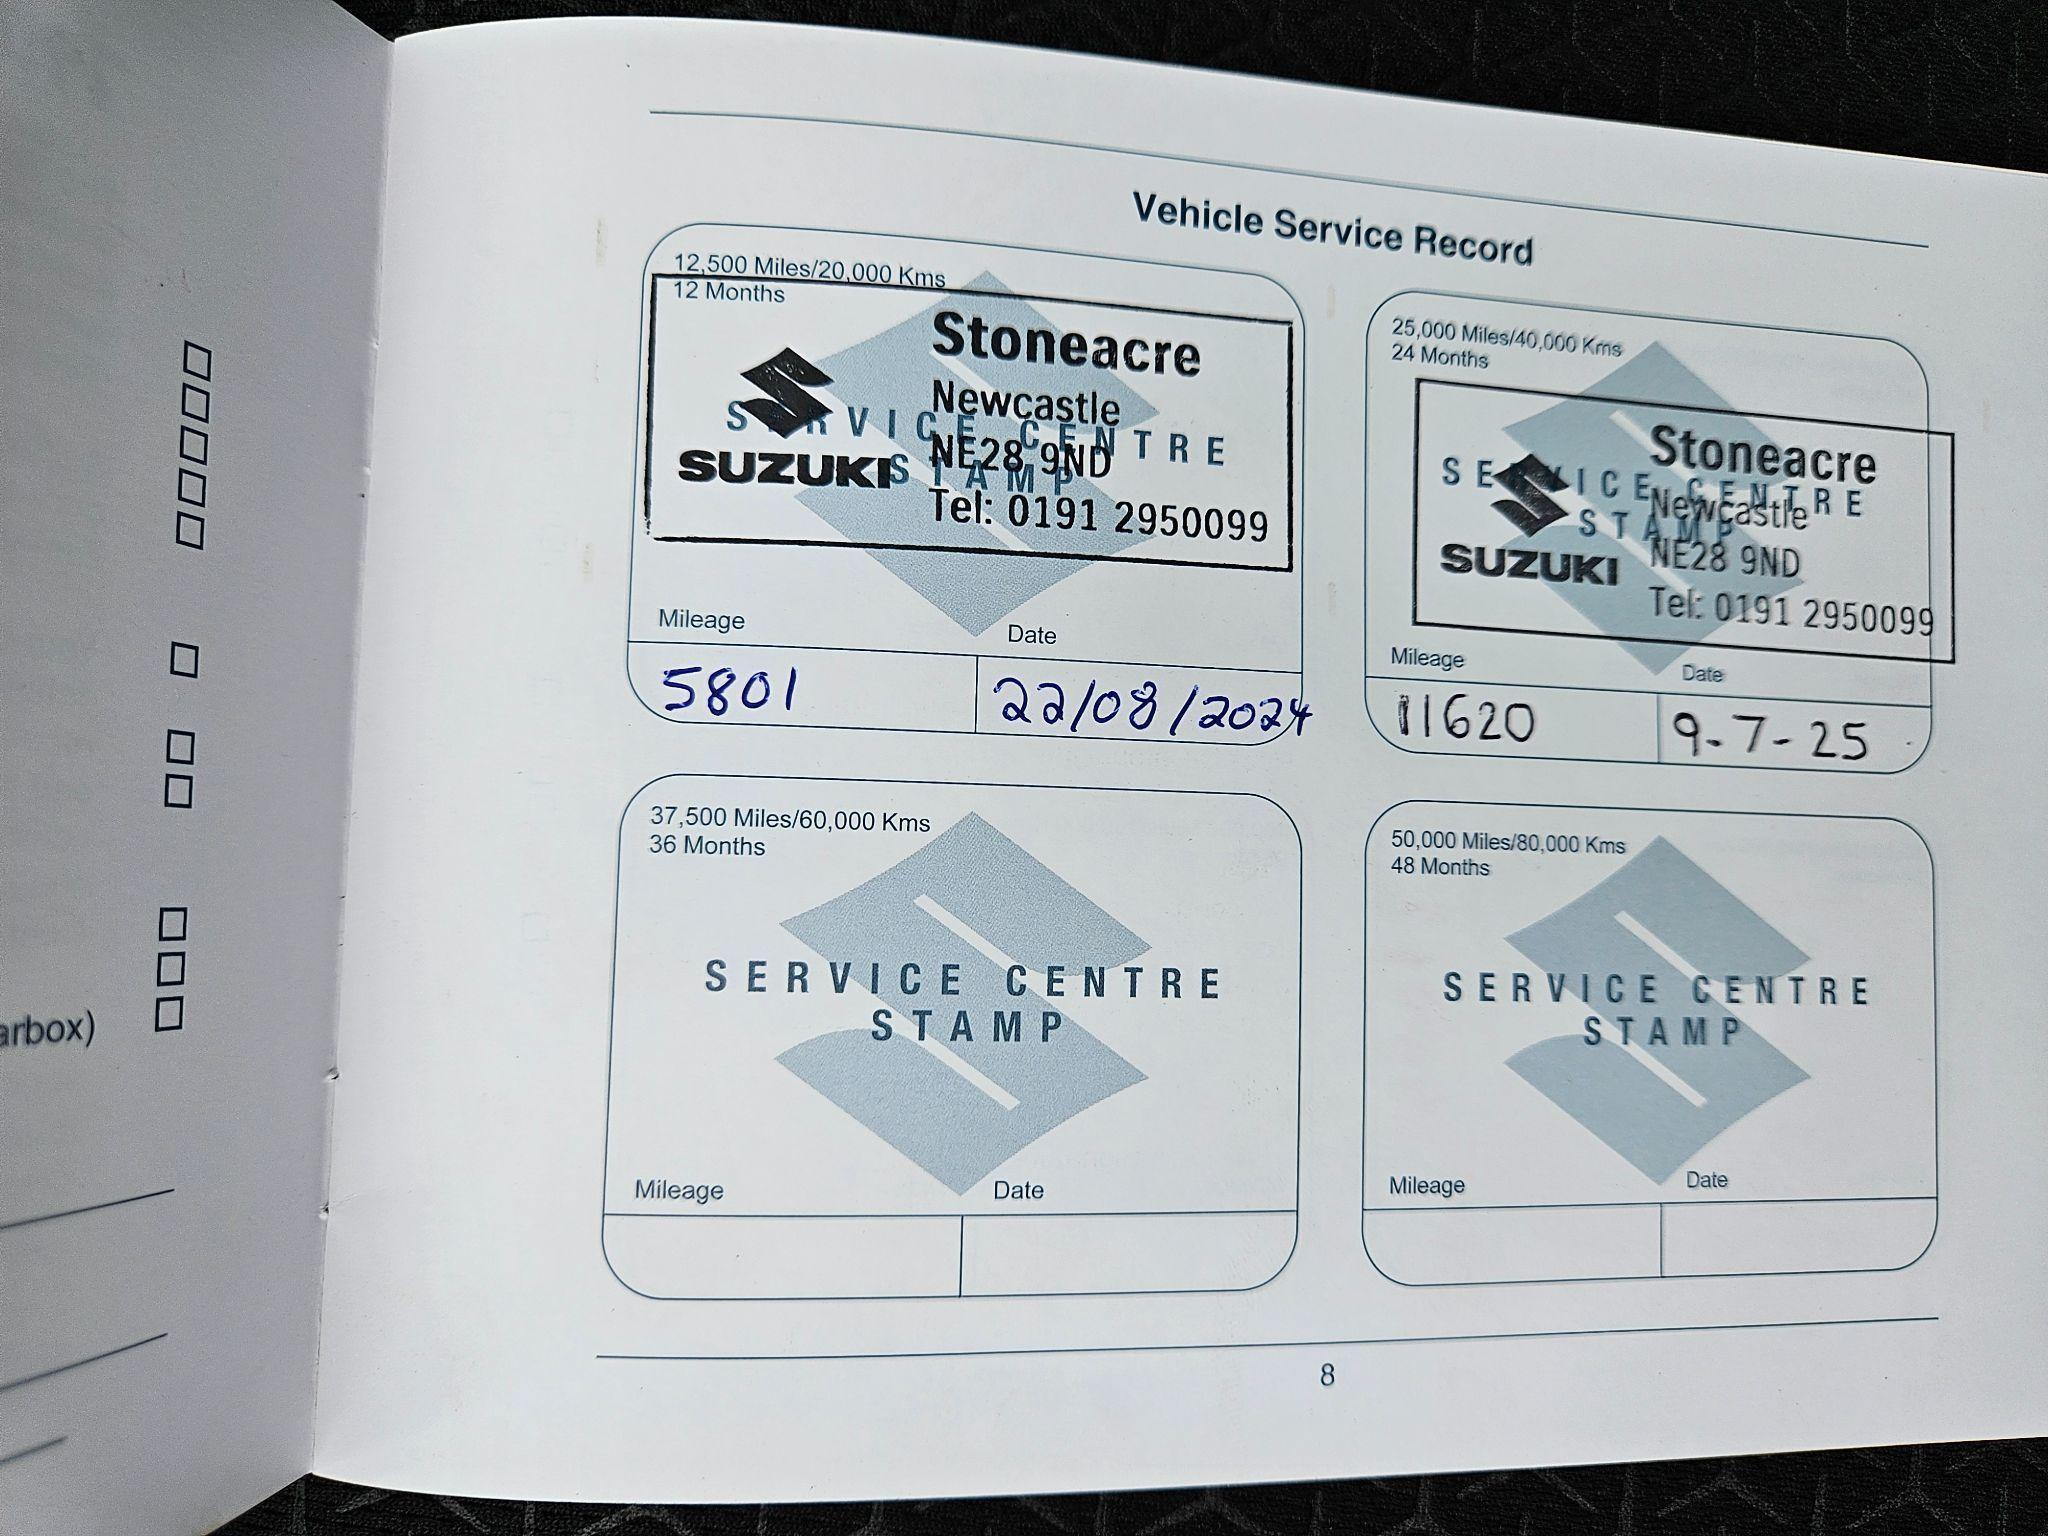 Vehicle Service Record
12,500 Miles/20,000 Kms
12 Months
SERVICE CENTRE
STAMP
Stoneacre
Newcastle
NE28 9ND
Tel: 0191 2950099
SUZUKI
Mileage
Date
5801
22/08/2024
25,000 Miles/40,000 Kms
24 Months
SERVICE CENTRE
STAMP
Stoneacre
Newcastle
NE28 9ND
Tel: 0191 2950099
SUZUKI
Mileage
Date
11620
9-7-25
37,500 Miles/60,000 Kms
36 Months
SERVICE CENTRE
STAMP
Mileage
Date
50,000 Miles/80,000 Kms
48 Months
SERVICE CENTRE
STAMP
Mileage
Date
8
arbox)